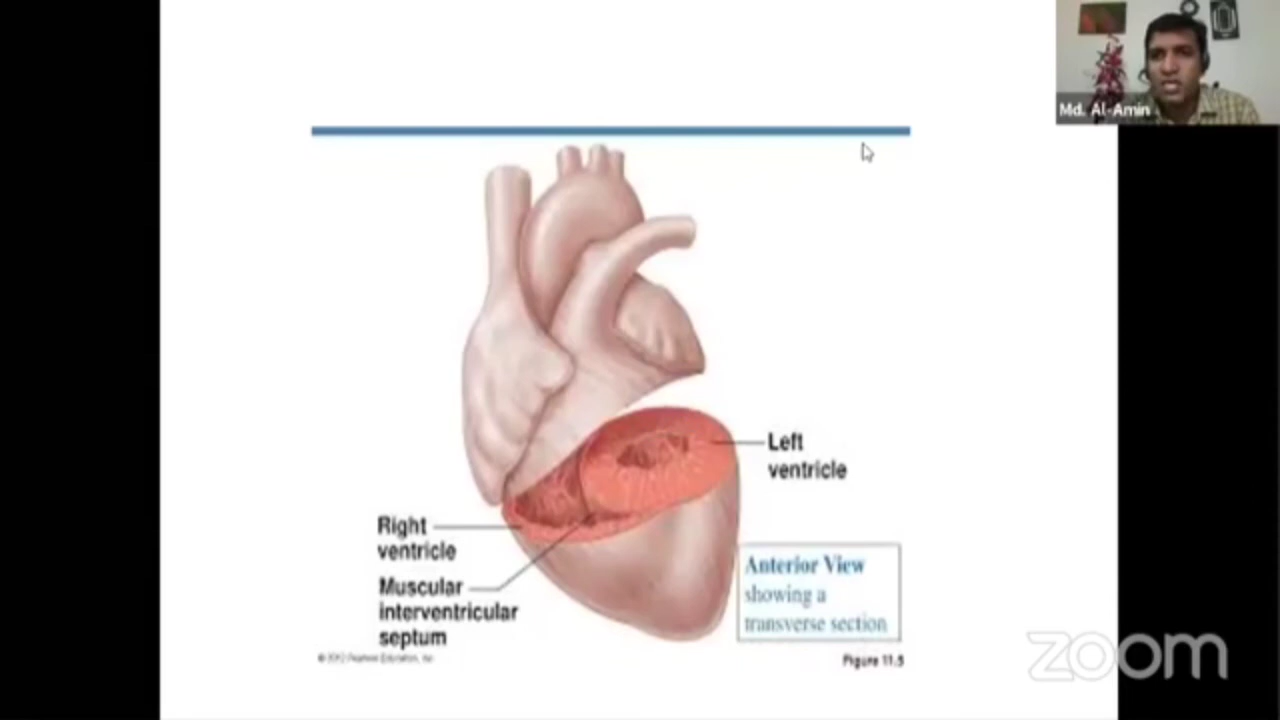 Md. Al-Amin
Left
ventricle
Right
ventricle
Muscular
interventricular
septum
Anterior View
showing a
transverse section
© 2012 Pearson Education, Inc.
Figure 11.5
zoom